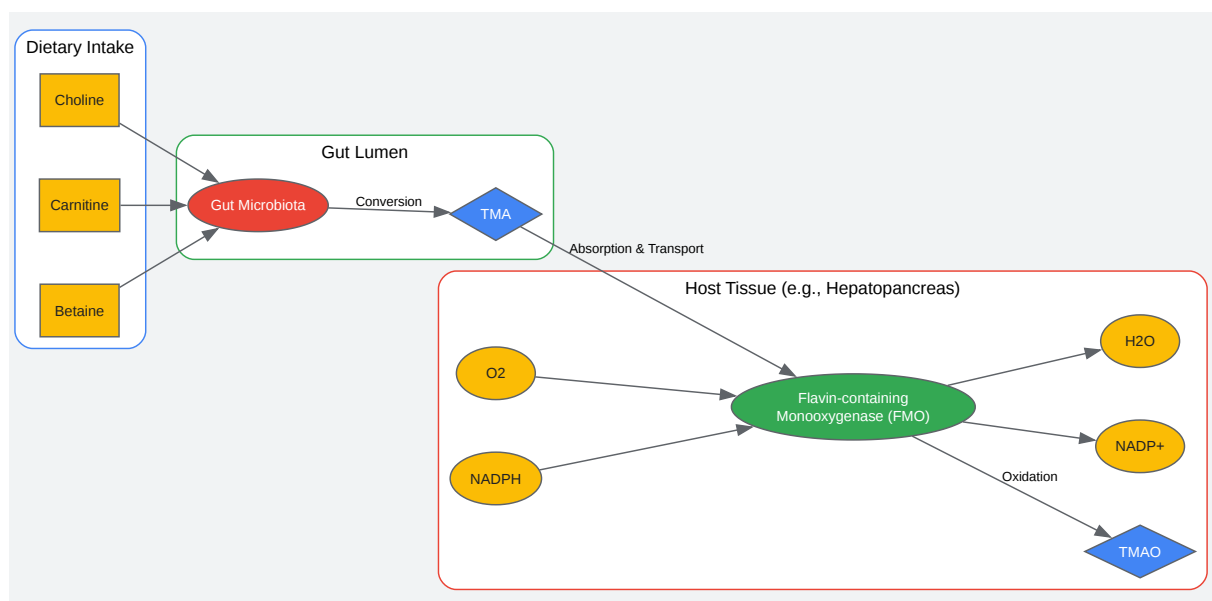 Dietary Intake
Choline
Carnitine
Betaine
Gut Lumen
Gut Microbiota
Conversion
TMA
Absorption & Transport
Host Tissue (e.g., Hepatopancreas)
O2
NADPH
Flavin-containing
Monooxygenase (FMO)
H2O
NADP+
Oxidation
TMAO